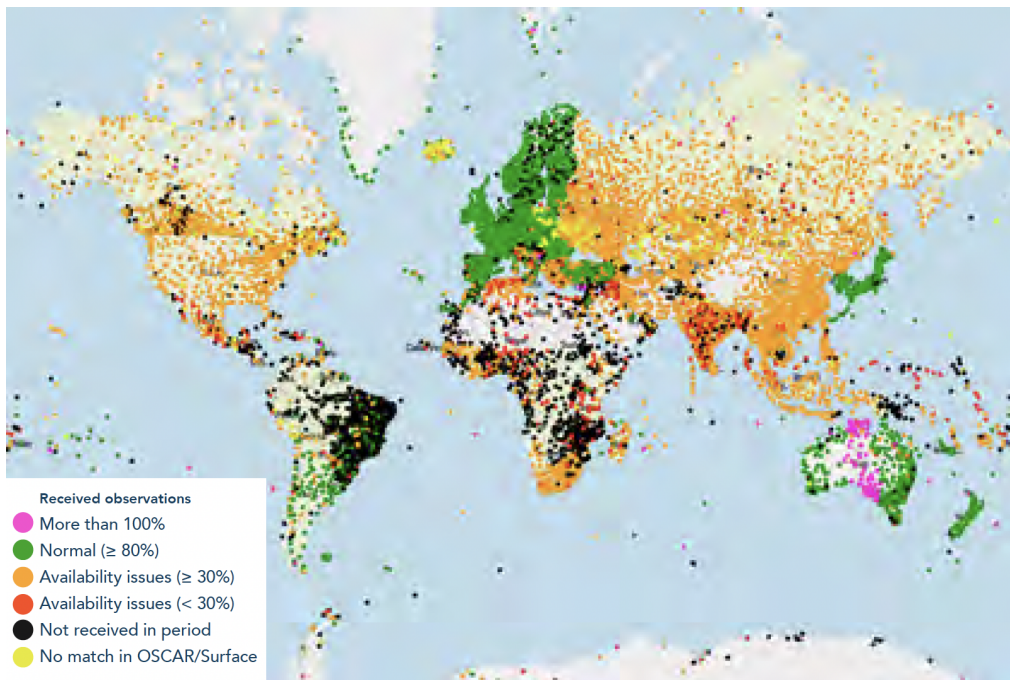 Received observations
More than 100%
Normal (≥ 80%)
Availability issues (≥ 30%)
Availability issues (< 30%)
Not received in period
No match in OSCAR/Surface